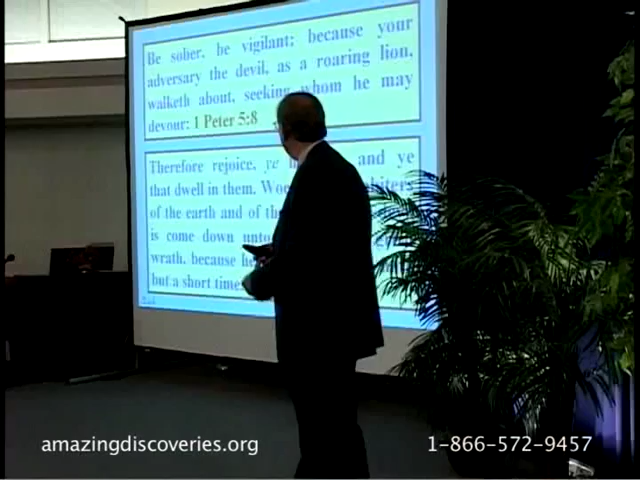 Be sober, be vigilant; because your
adversary the devil, as a roaring lion,
walketh about, seeking whom he may
devour: 1 Peter 5:8
Therefore rejoice, ye and ye
that dwell in them.
of the earth and of
is come down unto
wrath, because
but a short time.
amazingdiscoveries.org
1-866-572-9457